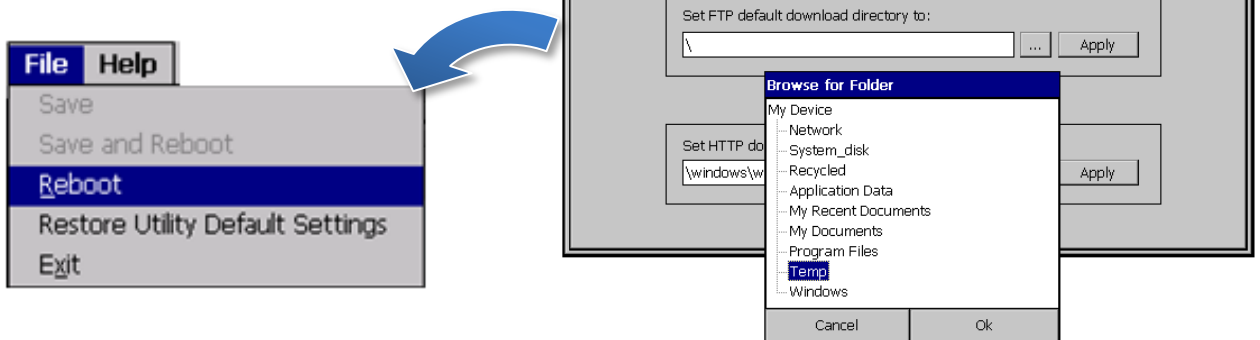 File Help
Save
Save and Reboot
Reboot
Restore Utility Default Settings
Exit
Set FTP default download directory to:
\ ... Apply
Browse for Folder
My Device
Network
System_disk
Recycled
Application Data
My Recent Documents
My Documents
Program Files
Temp
Windows
Cancel Ok
Set HTTP do
\windows\w Apply